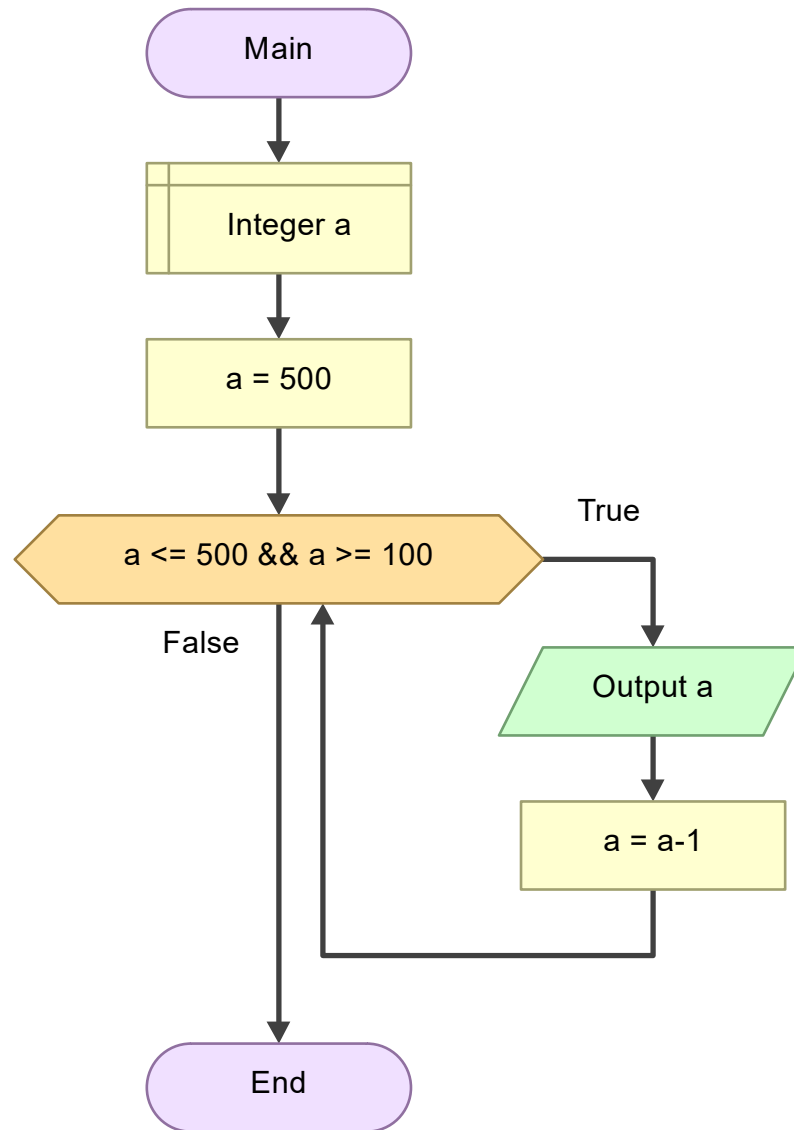 Main
Integer a
a = 500
a <= 500 && a >= 100
True
False
Output a
a = a-1
End